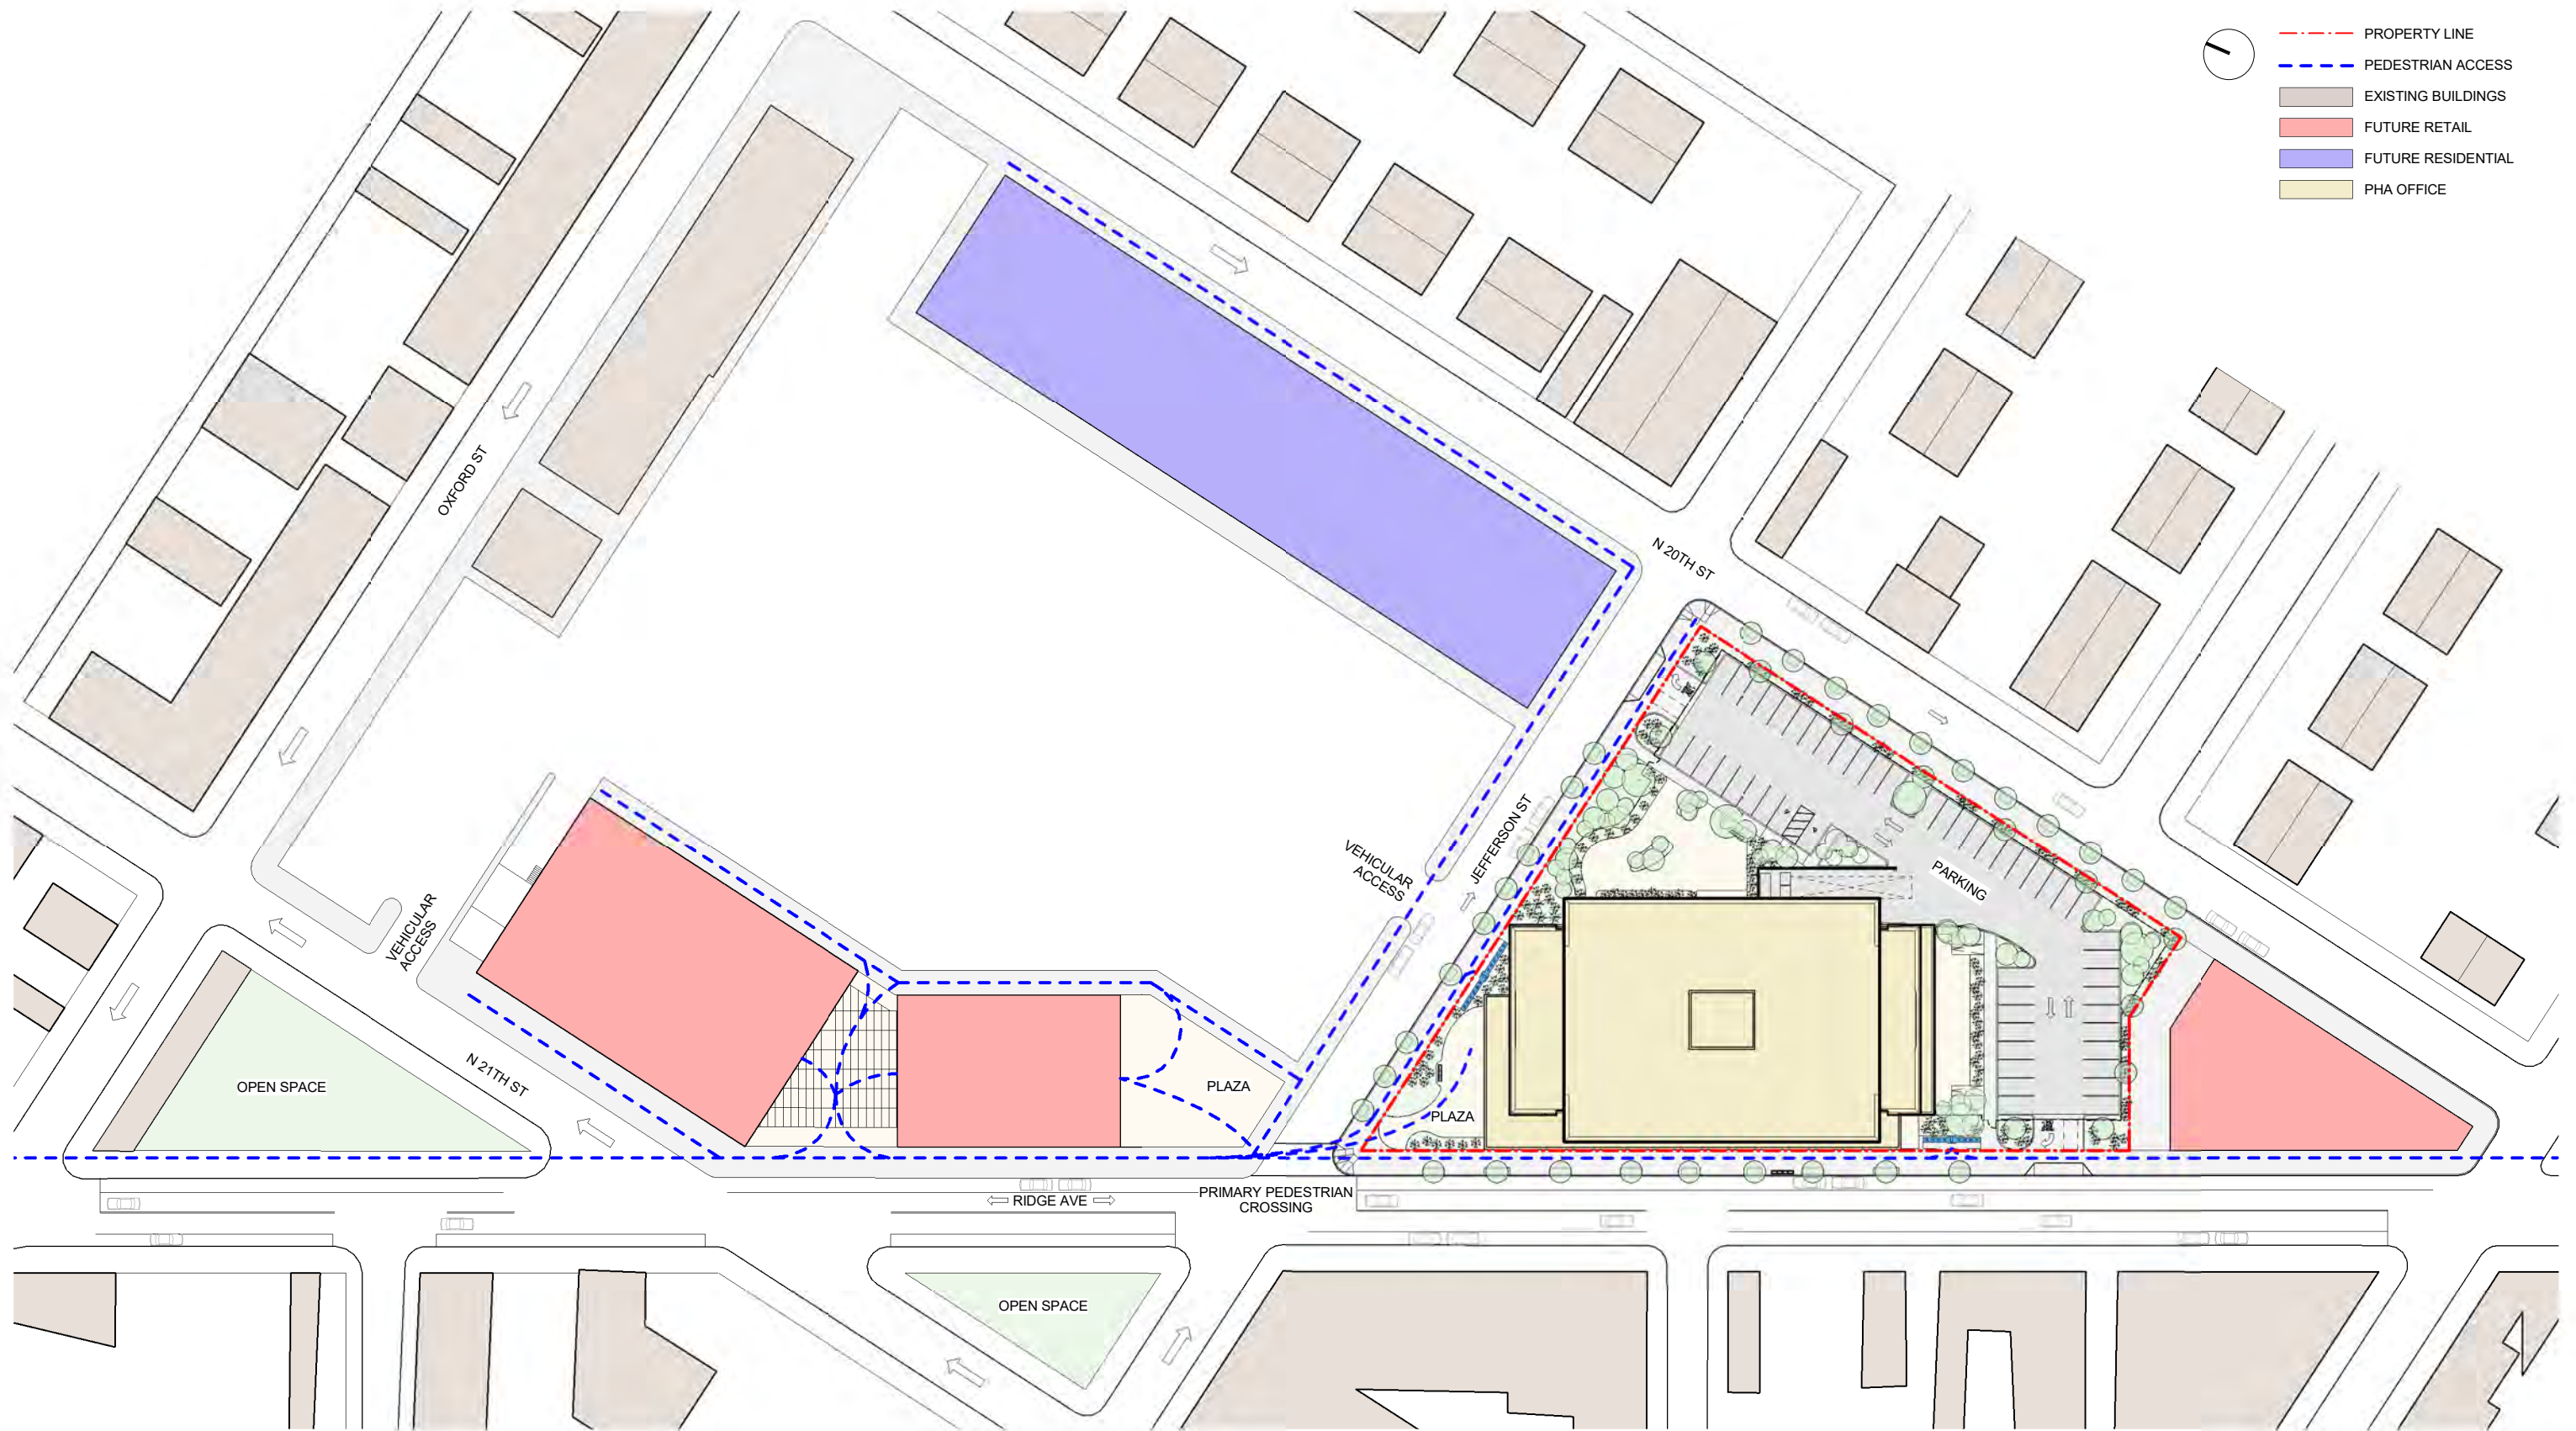 PROPERTY LINE
PEDESTRIAN ACCESS
EXISTING BUILDINGS
FUTURE RETAIL
FUTURE RESIDENTIAL
PHA OFFICE
OXFORD ST
N 20TH ST
JEFFERSON ST
VEHICULAR
ACCESS
PARKING
VEHICULAR
ACCESS
N 21TH ST
OPEN SPACE
PLAZA
PLAZA
RIDGE AVE
PRIMARY PEDESTRIAN
CROSSING
OPEN SPACE